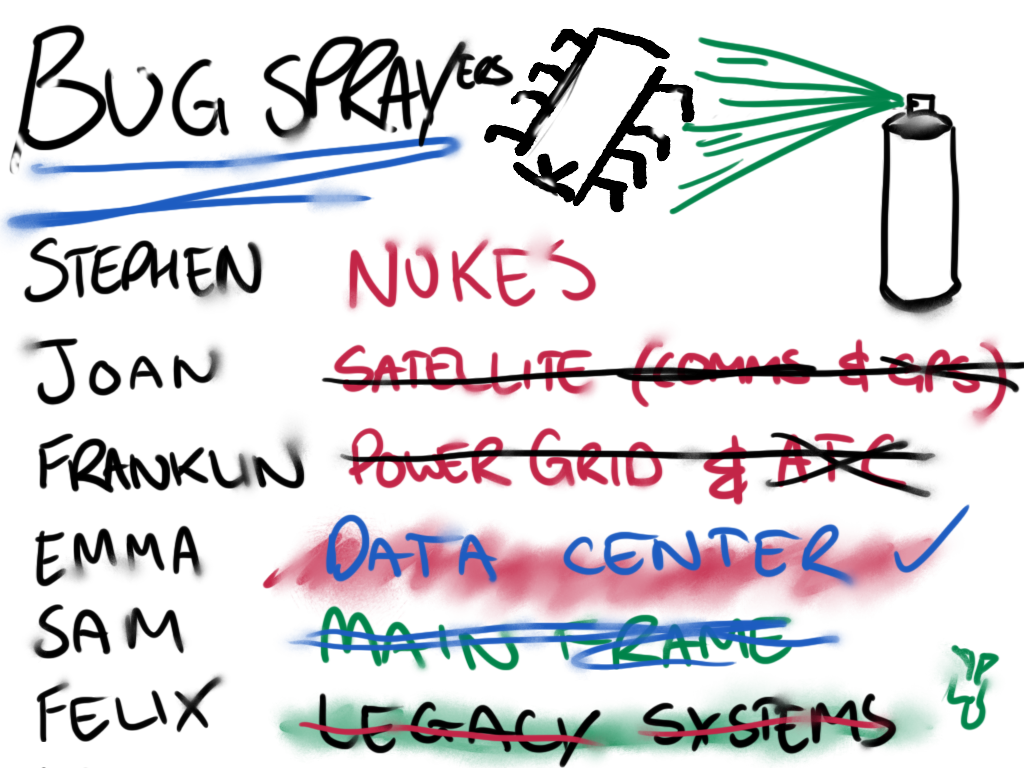 BUG SPRAYERS
STEPHEN NUKES
JOAN SATELLITE (COMMS & GPS)
FRANKLIN POWER GRID & ATC
EMMA DATA CENTER ✓
SAM MAIN FRAME
FELIX LEGACY SYSTEMS